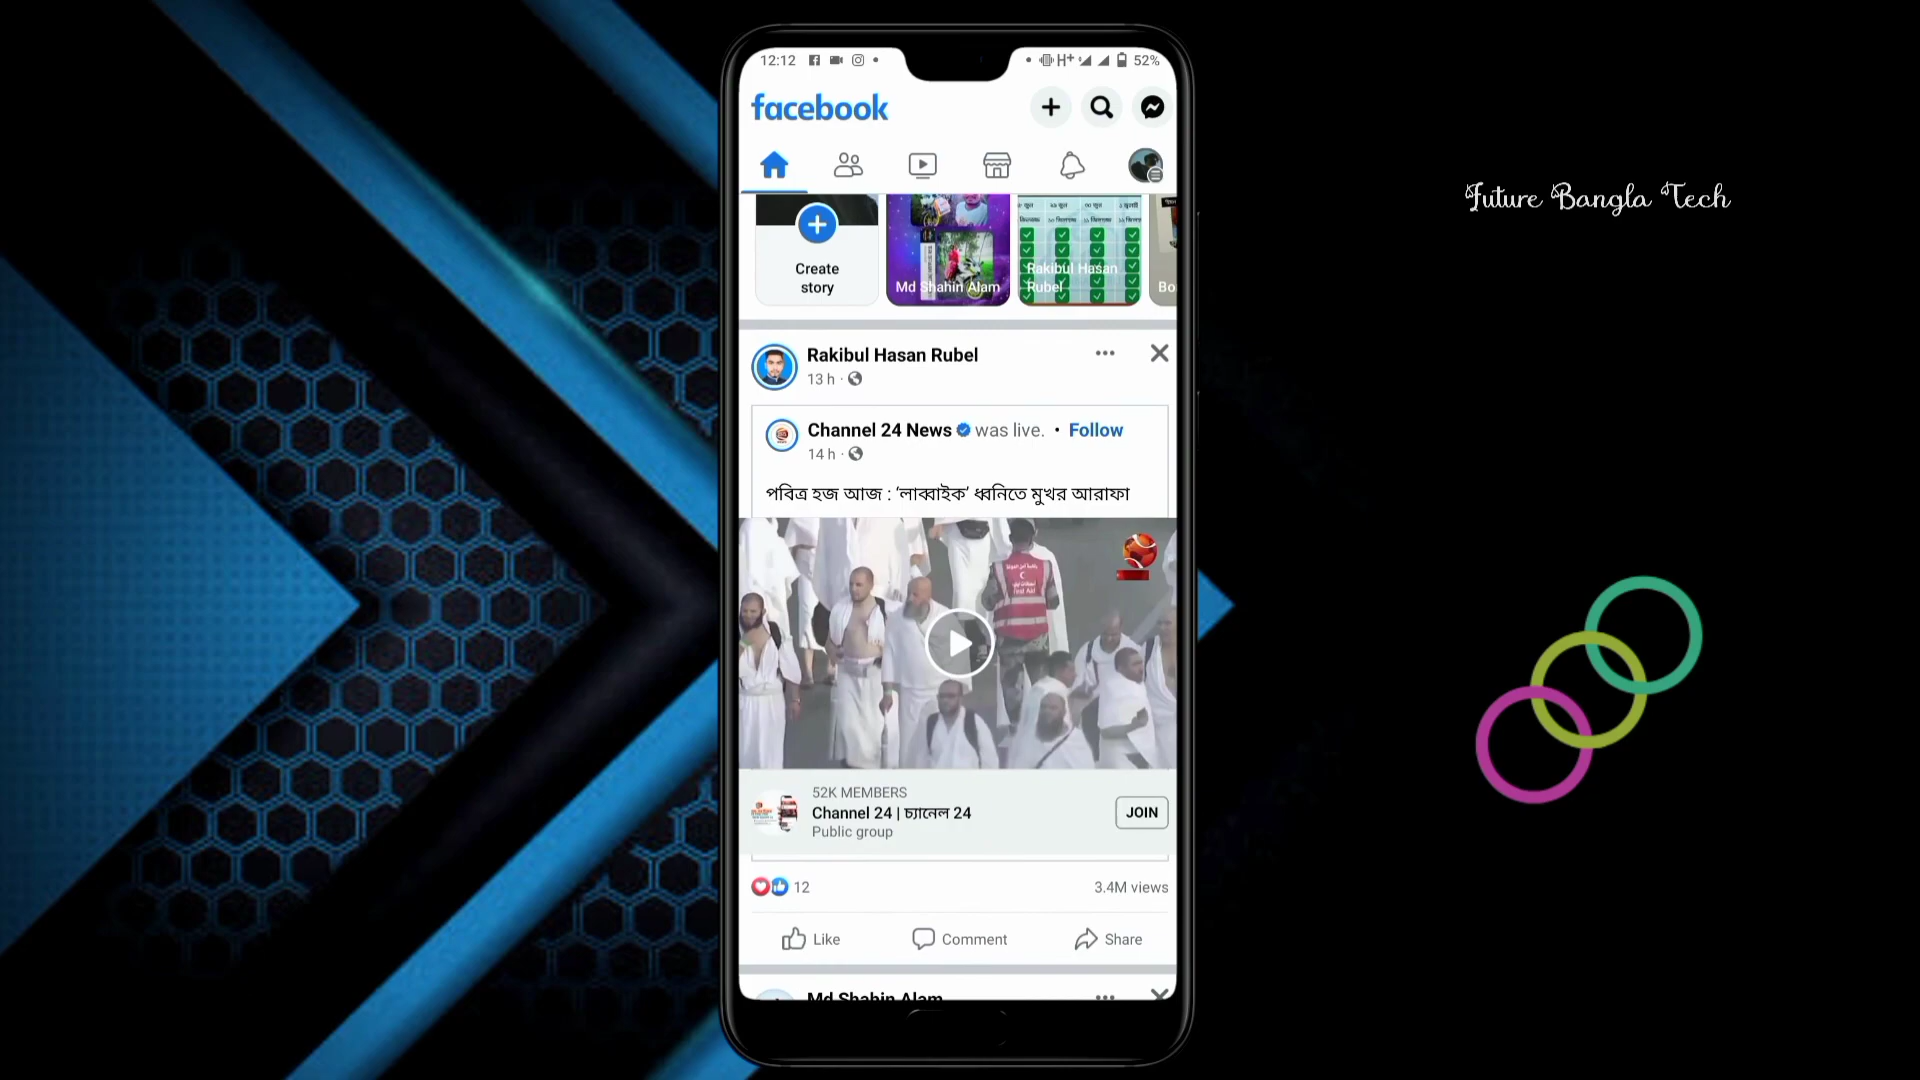 12:12
H+
52%
facebook
Future Bangla Tech
Create
story
Md Shahin Alam
Rakibul Hasan
Rubel
Bo
Rakibul Hasan Rubel
13 h ·
Channel 24 News was live. • Follow
14 h ·
পবিত্র হজ আজ : ‘লাব্বাইক’ ধ্বনিতে মুখর আরাফা
52K MEMBERS
Channel 24 | চ্যানেল 24
Public group
JOIN
12
3.4M views
Like
Comment
Share
Md Shahin Alam